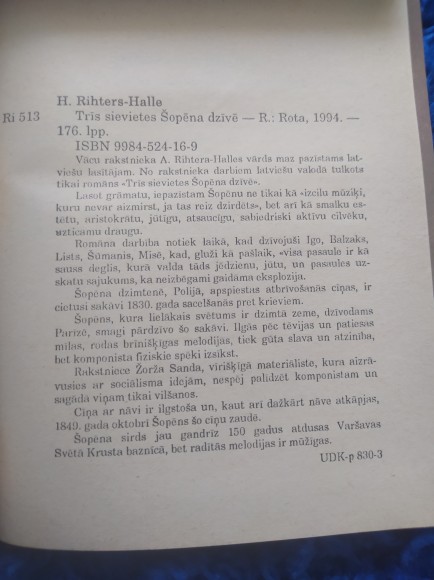 H. Rihters-Halle
Ri 513 Trīs sievietes Šopēna dzīvē — R.: Rota, 1994. —
176. lpp.
ISBN 9984-524-16-9
Vācu rakstnieka A. Rihtera-Halles vārds maz pazīstams lat-
viešu lasītājam. No rakstnieka darbiem latviešu valodā tulkots
tikai romāns «Trīs sievietes Šopēna dzīvē».
Lasot grāmatu, iepazīstam Šopēnu ne tikai kā «izcilu mūziķi,
kuru nevar aizmirst, ja tas reiz dzirdēts», bet arī kā smalku es-
tētu, aristokrātu, jūtīgu, atsaucīgu, sabiedriski aktīvu cilvēku,
uzticamu draugu.
Romāna darbība notiek laikā, kad dzīvojuši Igo, Balzaks,
Lists, Šūmanis, Misē, kad, gluži kā pašlaik, «visa pasaule ir kā
sauss deglis, kurā valda tāds jēdzienu, jūtu, un pasaules uz-
skatu sajukums, ka neizbēgami gaidāma eksplozija.
Šopēna dzimtenē, Polijā, apspiestas atbrīvošanās cīņas, ir
cietusi sakāvi 1830. gada sacelšanās pret krieviem.
Šopēns, kura lielākais svētums ir dzimtā zeme, dzīvodams
Parīzē, smagi pārdzīvo šo sakāvi. Ilgās pēc tēvijas un patiesas
mīlas, rodas brīnišķīgas melodijas, tiek gūta slava un atzinība,
bet komponista fiziskie spēki izsīkst.
Rakstniece Žorža Sanda, vīrišķīgā materiāliste, kura aizrā-
vusies ar sociālisma idejām, nespēj palīdzēt komponistam un
sagādā viņam tikai vilšanos.
Cīņa ar nāvi ir ilgstoša un, kaut arī dažkārt nāve atkāpjas,
1849. gada oktobrī Šopēns šo cīņu zaudē.
Šopēna sirds jau gandrīz 150 gadus atdusas Varšavas
Svētā Krusta baznīcā, bet radītās melodijas ir mūžīgas.
UDK-p 830-3